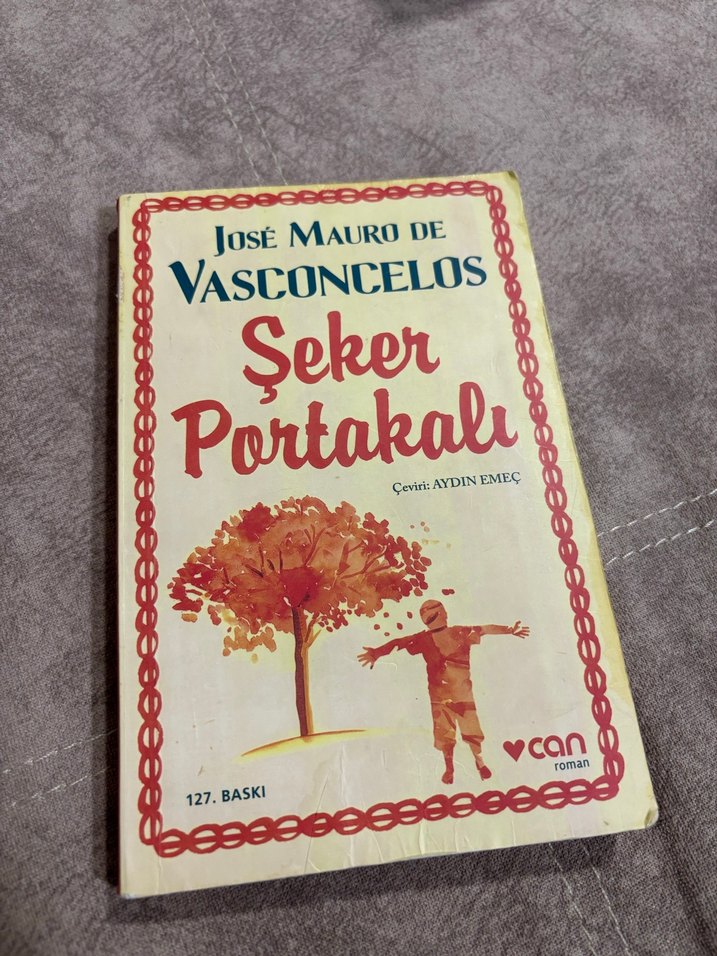 JOSÉ MAURO DE
VASCONCELOS
Şeker
Portakalı
Çeviri: AYDIN EMEÇ
can
roman
127. BASKI